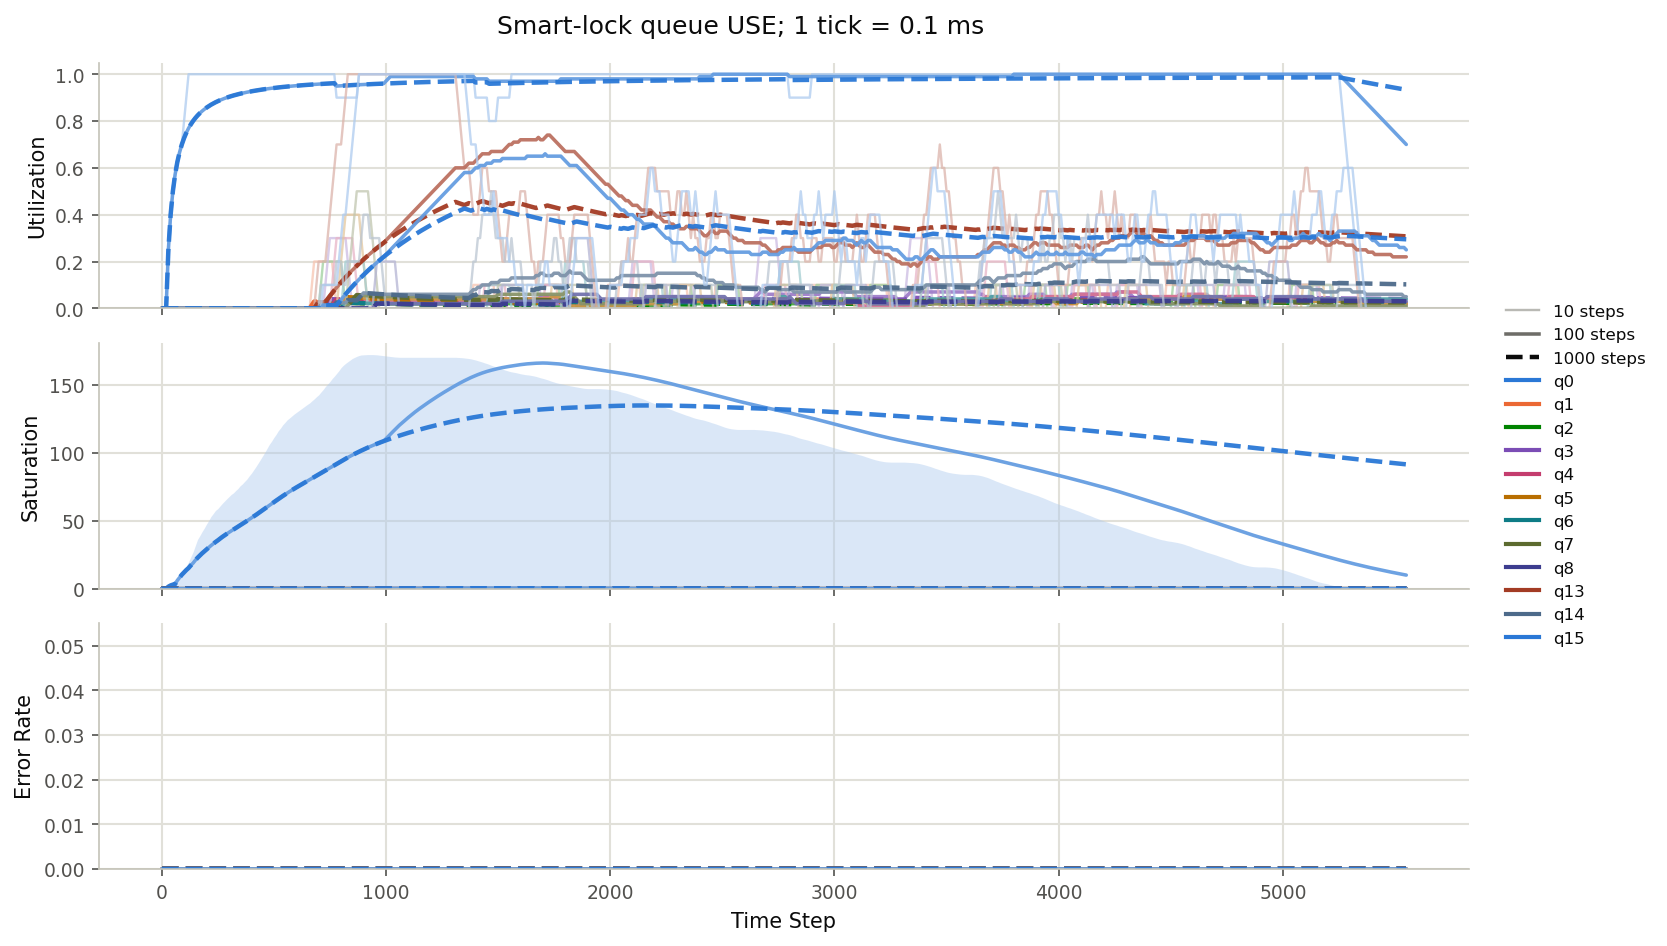 Smart-lock queue USE; 1 tick = 0.1 ms
Utilization
1.0
0.8
0.6
0.4
0.2
0.0
Saturation
150
100
50
0
Error Rate
0.05
0.04
0.03
0.02
0.01
0.00
0 1000 2000 3000 4000 5000
Time Step
10 steps
100 steps
1000 steps
q0
q1
q2
q3
q4
q5
q6
q7
q8
q13
q14
q15